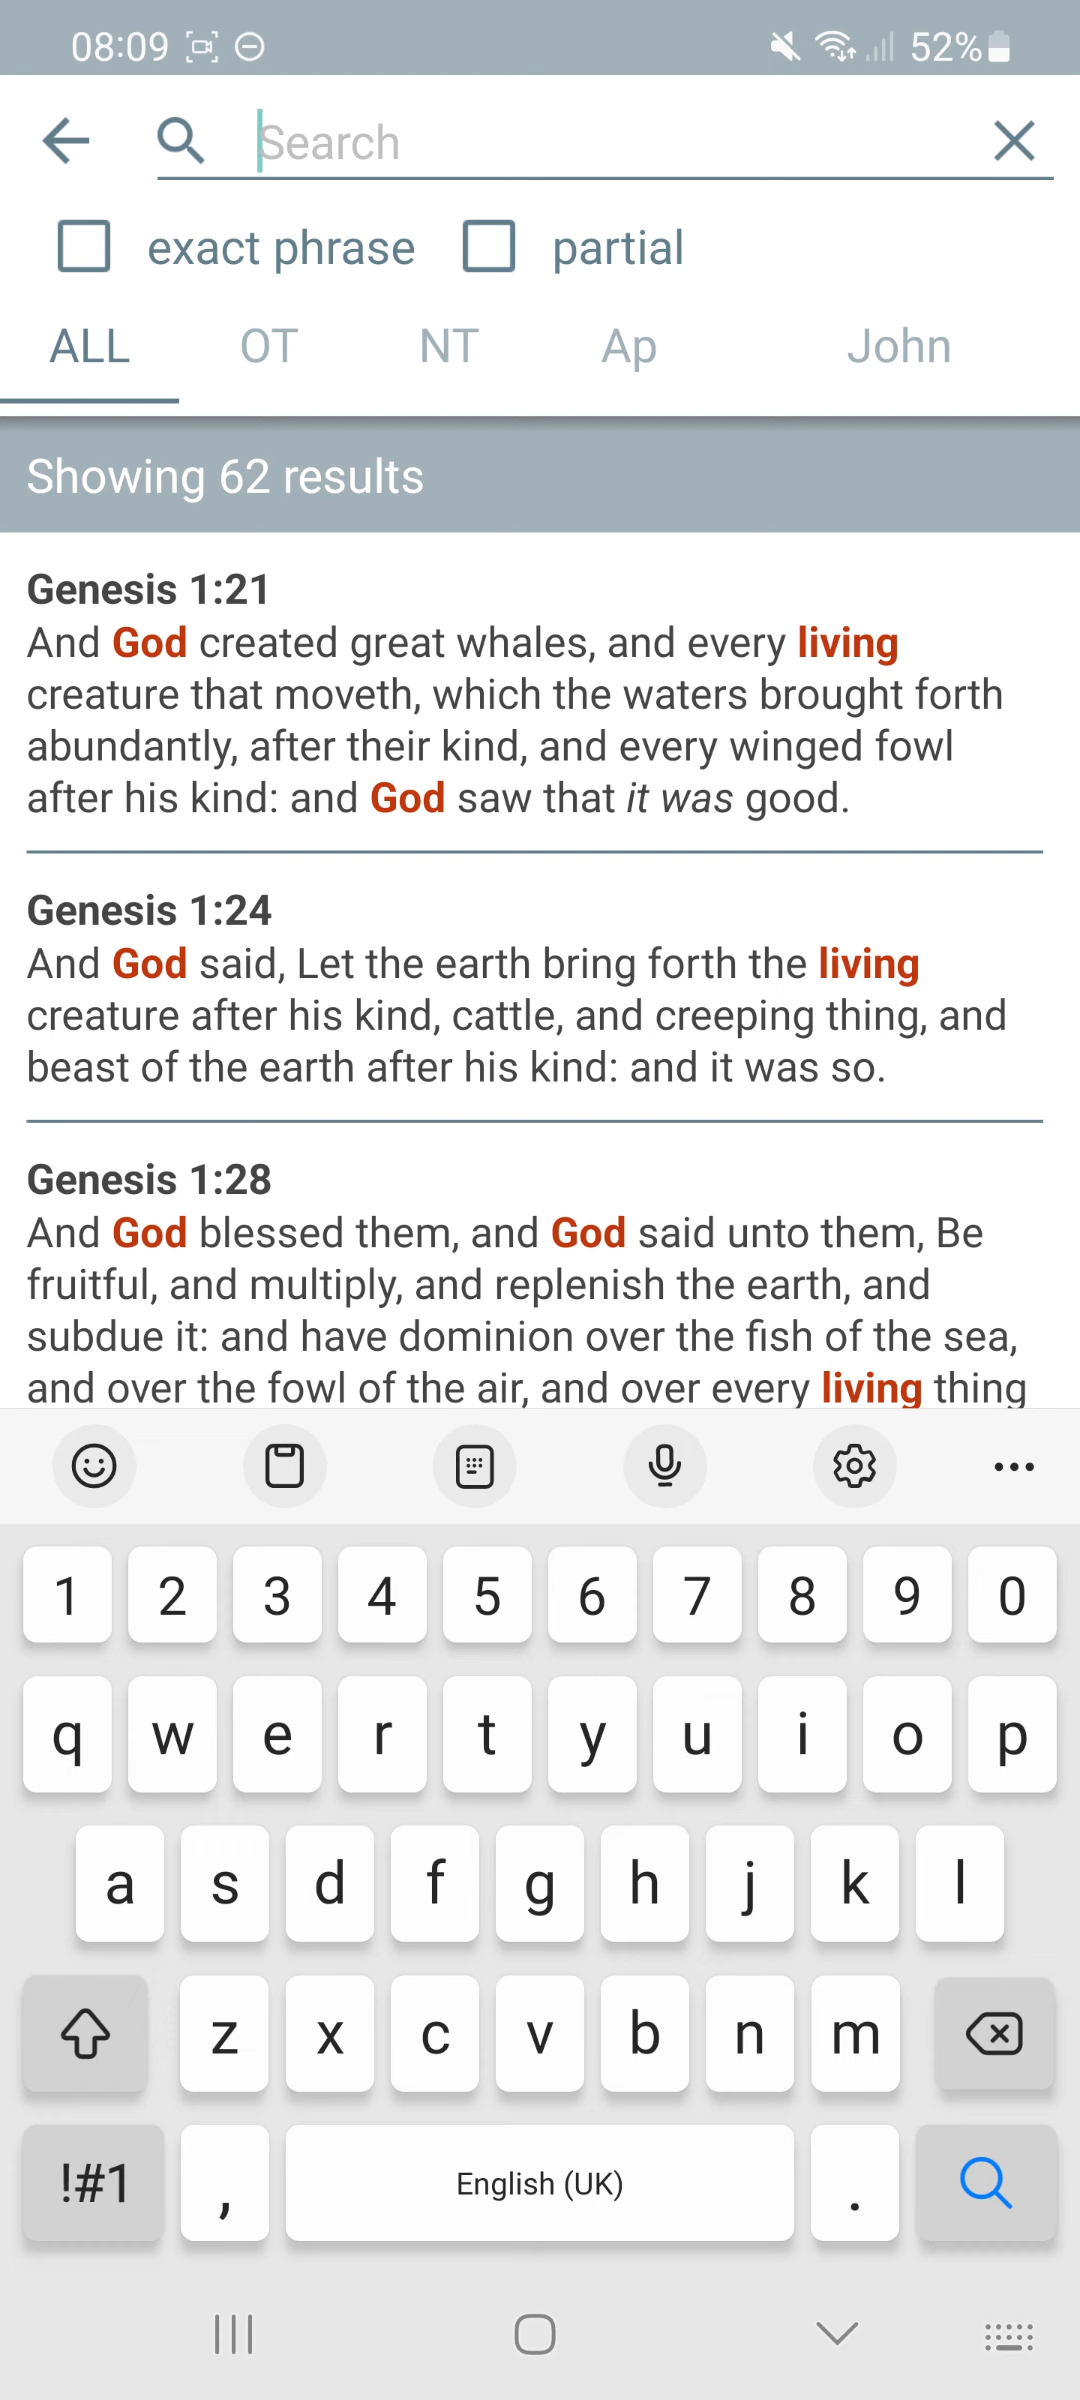 08:09 52%
Search
exact phrase partial
ALL OT NT Ap John
Showing 62 results
Genesis 1:21
And God created great whales, and every living
creature that moveth, which the waters brought forth
abundantly, after their kind, and every winged fowl
after his kind: and God saw that it was good.
Genesis 1:24
And God said, Let the earth bring forth the living
creature after his kind, cattle, and creeping thing, and
beast of the earth after his kind: and it was so.
Genesis 1:28
And God blessed them, and God said unto them, Be
fruitful, and multiply, and replenish the earth, and
subdue it: and have dominion over the fish of the sea,
and over the fowl of the air, and over every living thing
1 2 3 4 5 6 7 8 9 0
q w e r t y u i o p
a s d f g h j k l
z x c v b n m
!#1 , English (UK) .